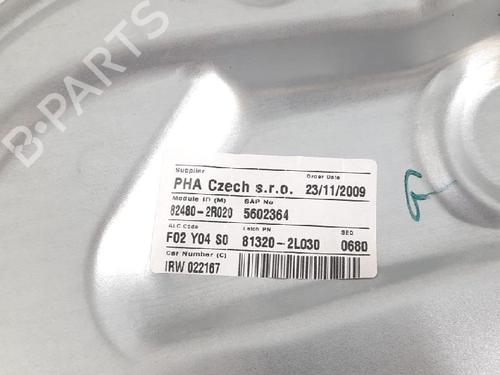 B-PARTS
Supplier Order Date
PHA Czech s.r.o. 23/11/2009
Module ID (M) SAP No
82480-2R020 5602364
ALC Code Latch PN SEQ
F02 Y04 S0 81320-2L030 0680
Car Number (C)
IRW 022167